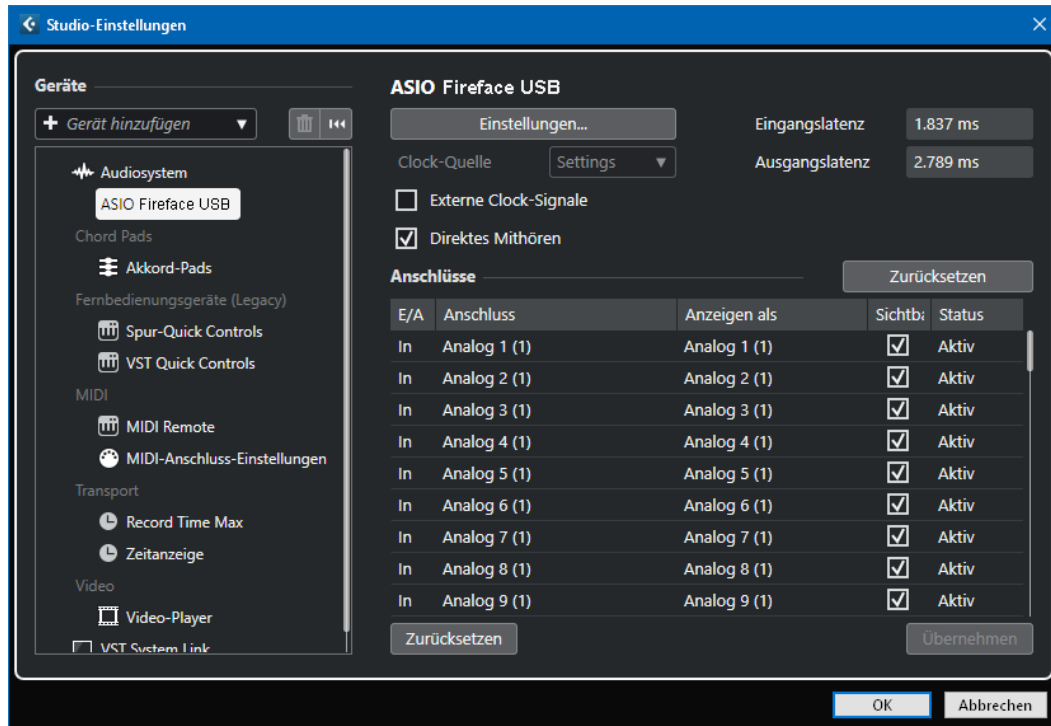 Studio-Einstellungen
Geräte
Gerät hinzufügen
Audiosystem
ASIO Fireface USB
Chord Pads
Akkord-Pads
Fernbedienungsgeräte (Legacy)
Spur-Quick Controls
VST Quick Controls
MIDI
MIDI Remote
MIDI-Anschluss-Einstellungen
Transport
Record Time Max
Zeitanzeige
Video
Video-Player
VST System Link
ASIO Fireface USB
Einstellungen... Eingangslatenz 1.837 ms
Clock-Quelle Settings Ausgangslatenz 2.789 ms
Externe Clock-Signale
Direktes Mithören
Anschlüsse Zurücksetzen
E/A Anschluss Anzeigen als Sichtba Status
In Analog 1 (1) Analog 1 (1) Aktiv
In Analog 2 (1) Analog 2 (1) Aktiv
In Analog 3 (1) Analog 3 (1) Aktiv
In Analog 4 (1) Analog 4 (1) Aktiv
In Analog 5 (1) Analog 5 (1) Aktiv
In Analog 6 (1) Analog 6 (1) Aktiv
In Analog 7 (1) Analog 7 (1) Aktiv
In Analog 8 (1) Analog 8 (1) Aktiv
In Analog 9 (1) Analog 9 (1) Aktiv
Zurücksetzen Übernehmen
OK Abbrechen